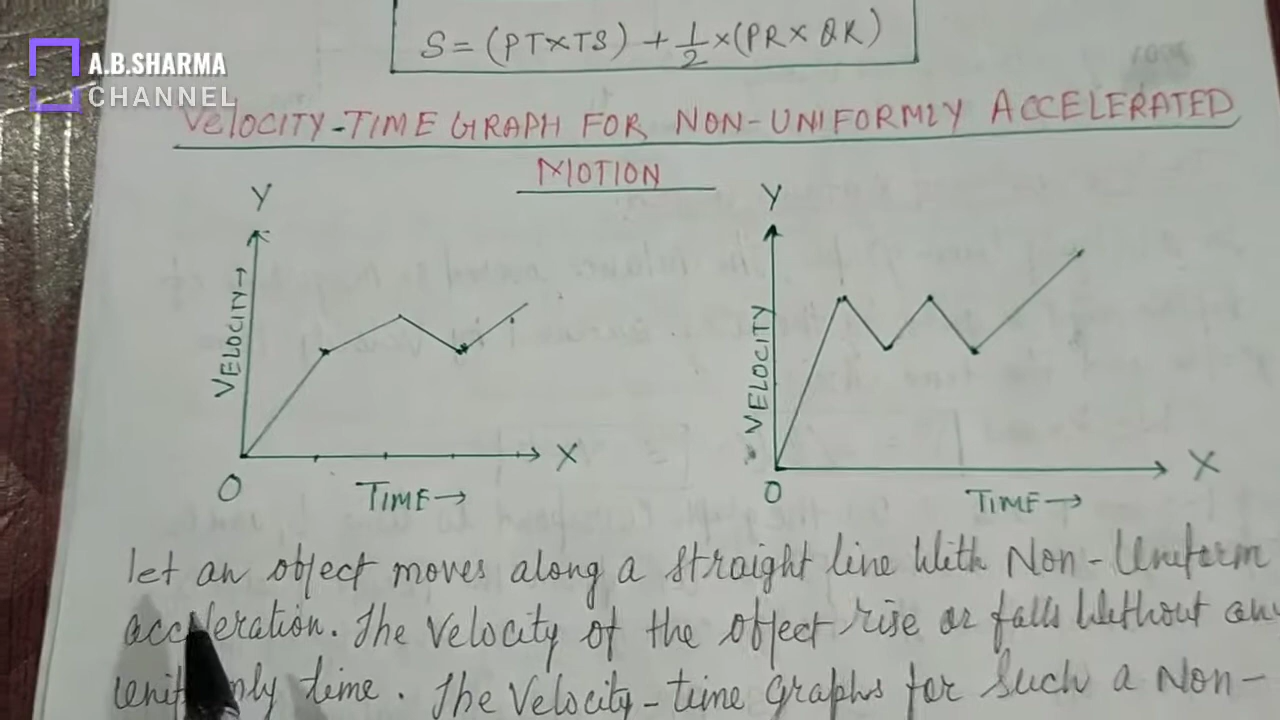 S = (PT×TS) + 1/2 ×(PR× QR)
A.B.SHARMA
CHANNEL
VELOCITY-TIME GRAPH FOR NON-UNIFORMLY ACCELERATED
MOTION
Y
VELOCITY→
O
TIME→
X
Y
VELOCITY
O
TIME→
X
let an object moves along a straight line With Non-Uniform
acceleration. The Velocity of the object rise or falls Without
time. The Velocity-time graphs for such a Non-